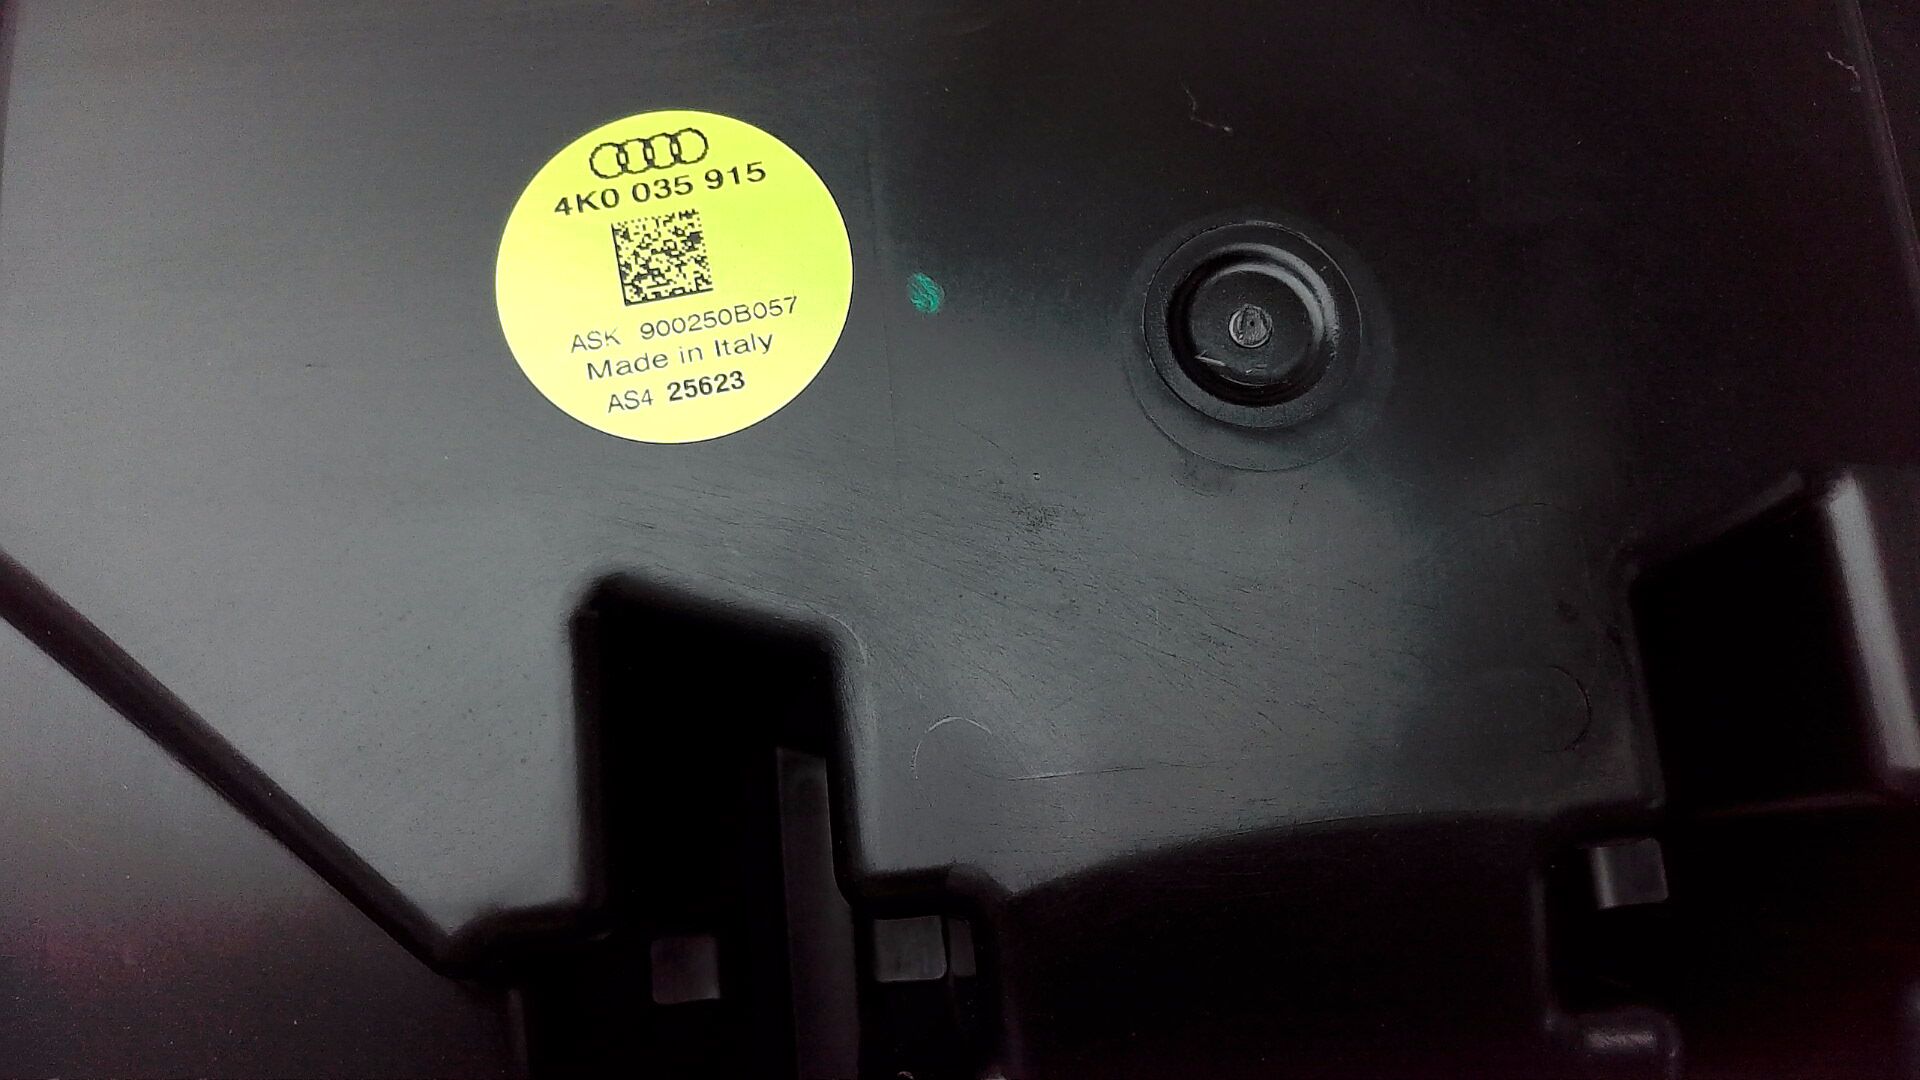 4K0 035 915
ASK 900250B057
Made in Italy
AS4 25623